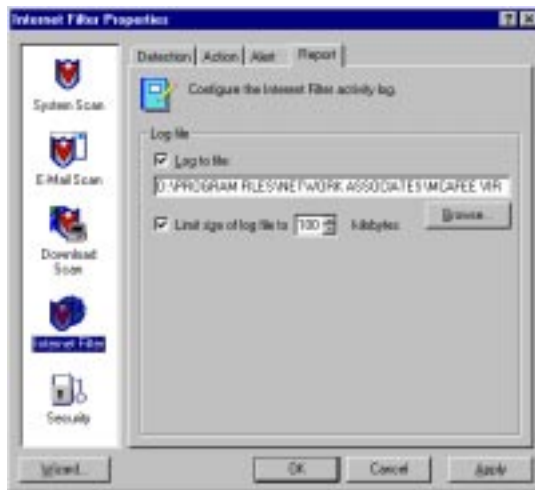 Internet Filter Properties
Detection
Action
Alert
Report
System Scan
Configure the Internet Filter activity log.
Log file
Log to file:
D:\PROGRAM FILES\NETWORK ASSOCIATES\MCAFEE VIR
E-Mail Scan
Limit size of log file to
100
kilobytes
Browse...
Download
Scan
Internet Filter
Security
Wizard...
OK
Cancel
Apply